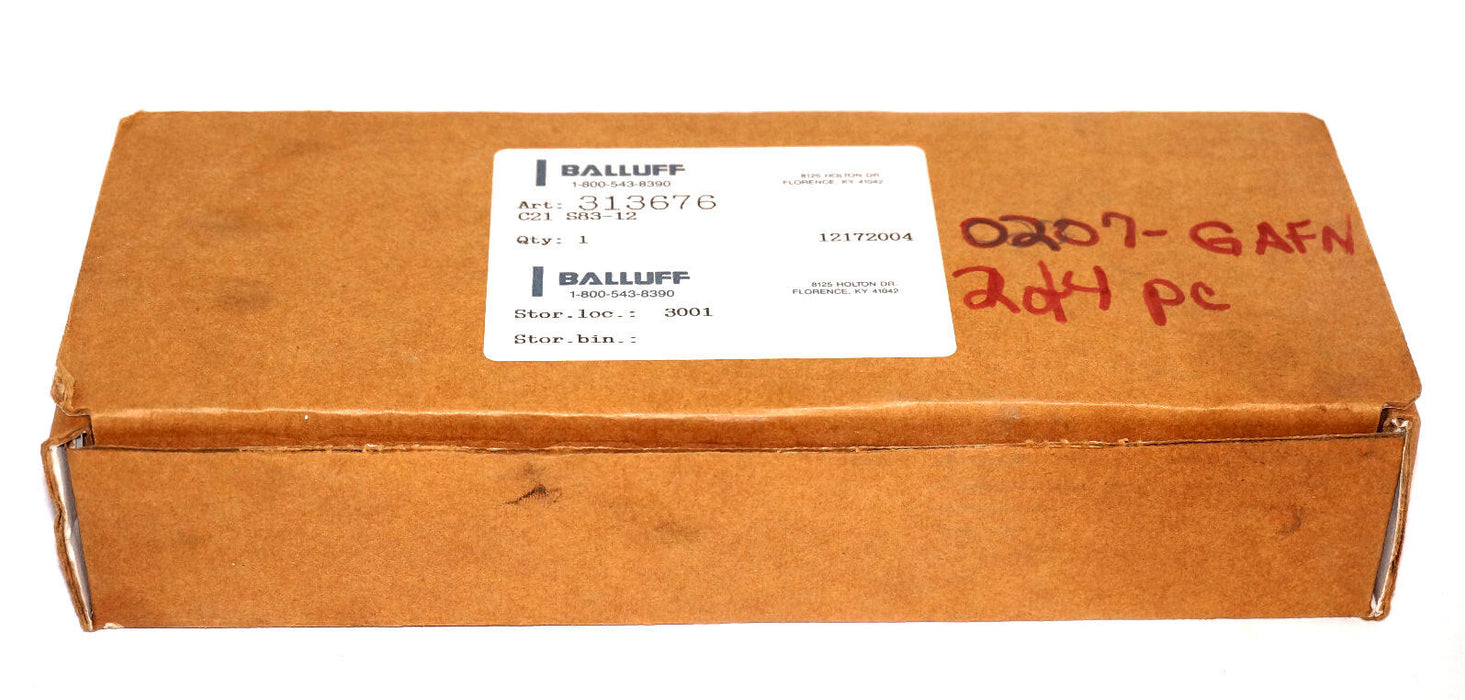 BALLUFF
1-800-543-8390
8125 HOLTON DR.
FLORENCE, KY 41042
Art: 313676
C21 S83-12
Qty: 1 12172004
BALLUFF
1-800-543-8390
8125 HOLTON DR.
FLORENCE, KY 41042
Stor.loc.: 3001
Stor.bin.:
0207- GAFN
pc